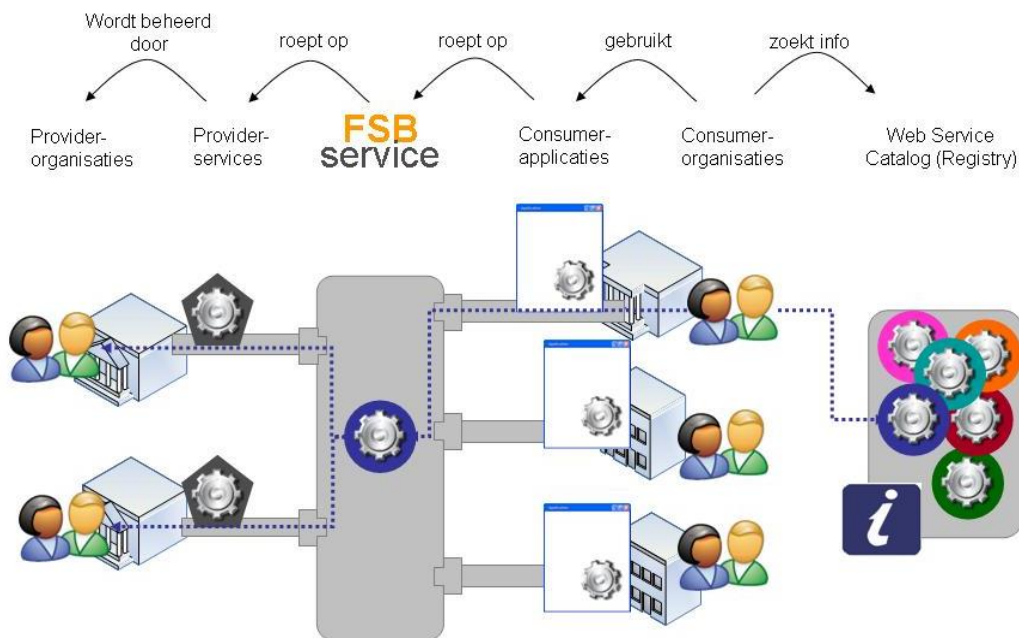 Wordt beheerd
door
roept op
roept op
gebruikt
zoekt info
Provider-
organisaties
Provider-
services
FSB
service
Consumer-
applicaties
Consumer-
organisaties
Web Service
Catalog (Registry)
i